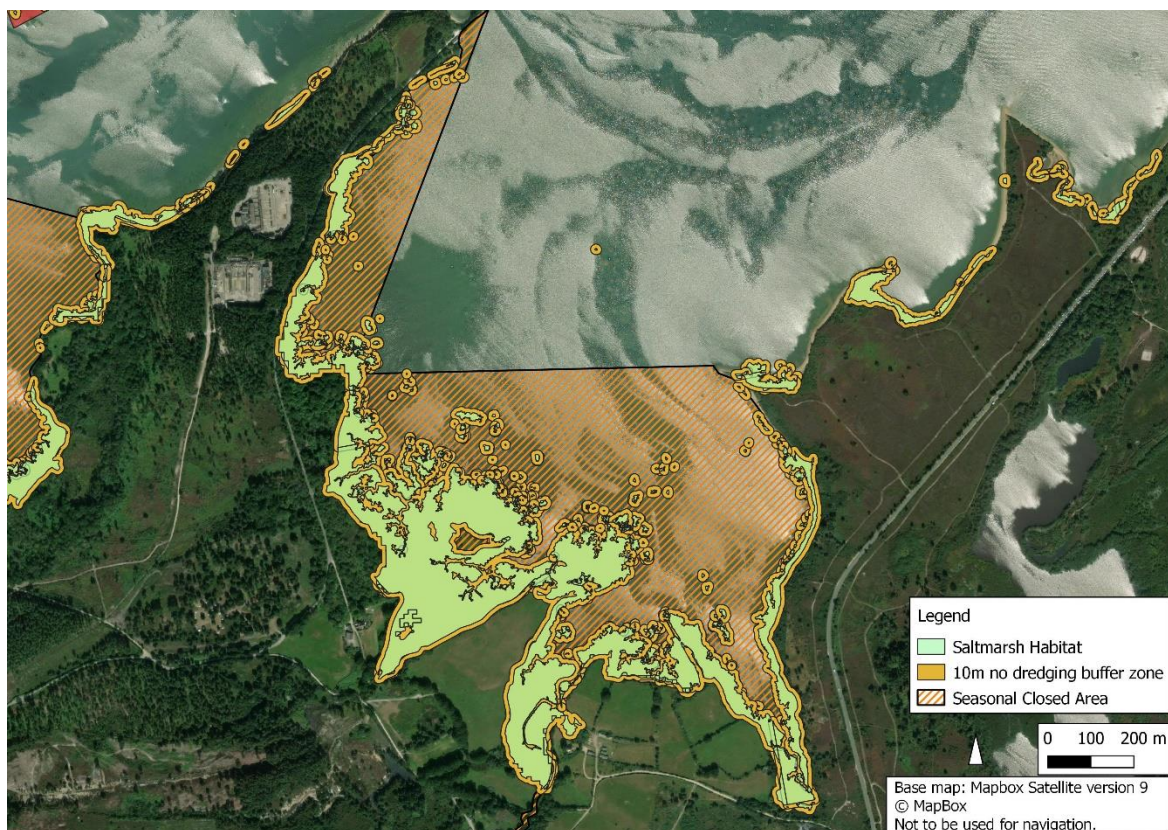 Legend
Saltmarsh Habitat
10m no dredging buffer zone
Seasonal Closed Area
0 100 200 m
Base map: Mapbox Satellite version 9
© MapBox
Not to be used for navigation.